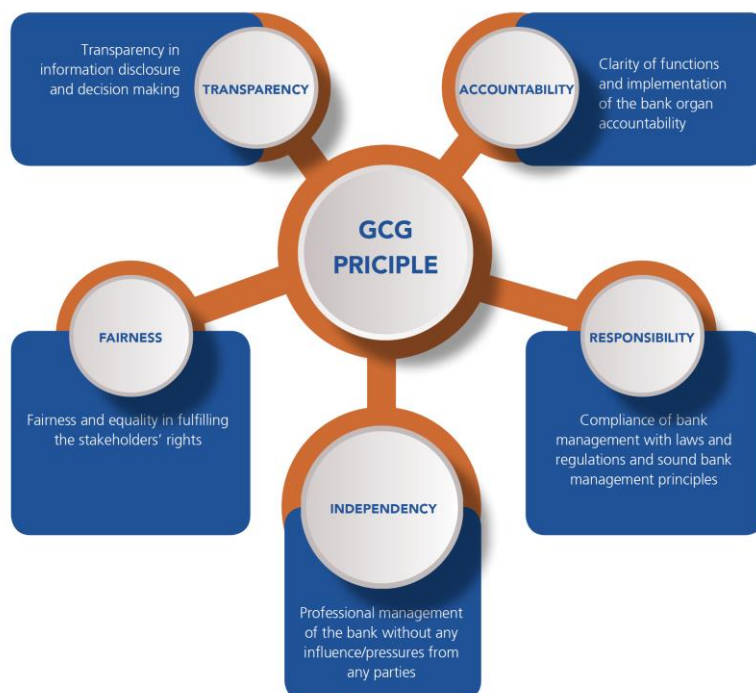 Transparency in
information disclosure
and decision making
TRANSPARENCY
ACCOUNTABILITY
Clarity of functions
and implementation
of the bank organ
accountability
GCG
PRICIPLE
FAIRNESS
Fairness and equality in fulfilling
the stakeholders’ rights
RESPONSIBILITY
Compliance of bank
management with laws and
regulations and sound bank
management principles
INDEPENDENCY
Professional management
of the bank without any
influence/pressures from
any parties